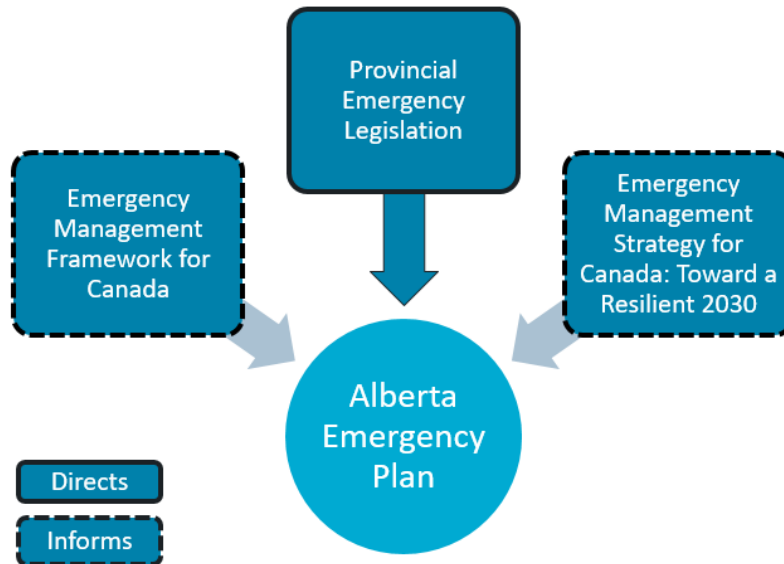 Provincial
Emergency
Legislation
Emergency
Management
Framework for
Canada
Emergency
Management
Strategy for
Canada: Toward a
Resilient 2030
Alberta
Emergency
Plan
Directs
Informs